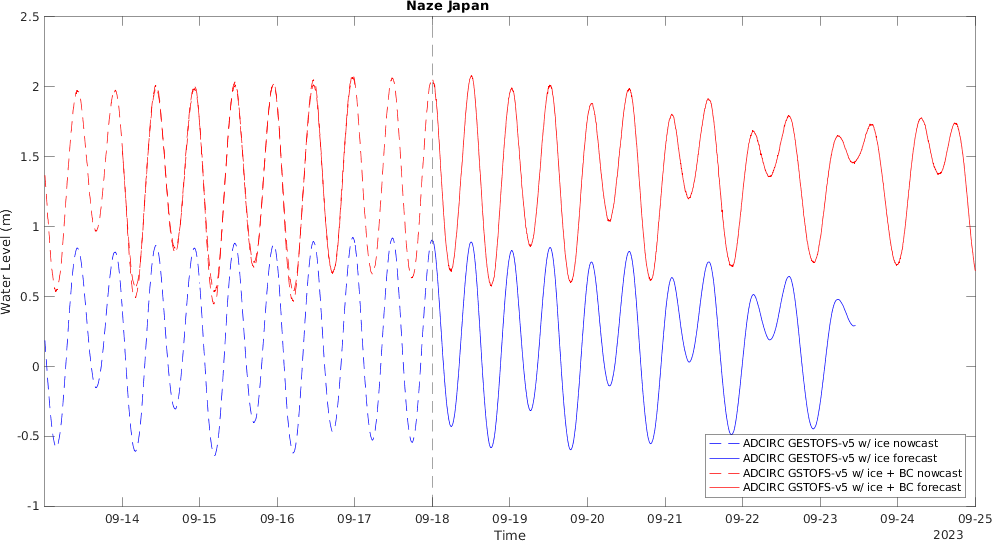 Naze Japan
Water Level (m)
2.5
2
1.5
1
0.5
0
-0.5
-1
ADCIRC GESTOFS-v5 w/ ice nowcast
ADCIRC GESTOFS-v5 w/ ice forecast
ADCIRC GSTOFS-v5 w/ ice + BC nowcast
ADCIRC GSTOFS-v5 w/ ice + BC forecast
09-14 09-15 09-16 09-17 09-18 09-19 09-20 09-21 09-22 09-23 09-24 09-25
Time
2023